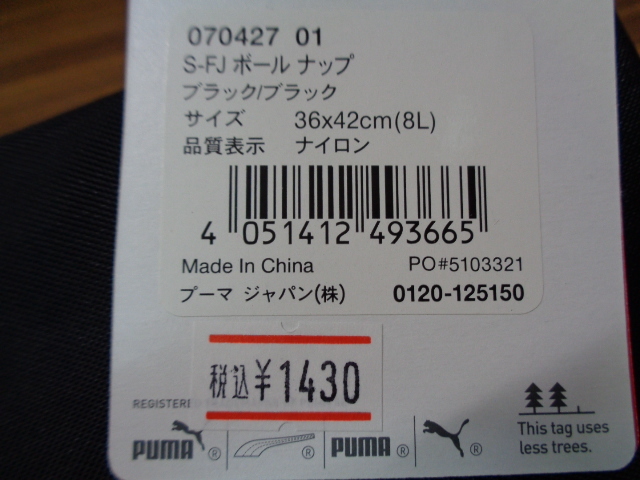 070427 01
S-FJ ボール ナップ
ブラック/ブラック
サイズ 36x42cm(8L)
品質表示 ナイロン
4 051412 493665
Made In China PO#5103321
プーマ ジャパン(株) 0120-125150
税込¥1430
REGISTERE
PUMA® ® PUMA® ®
This tag uses
less trees.